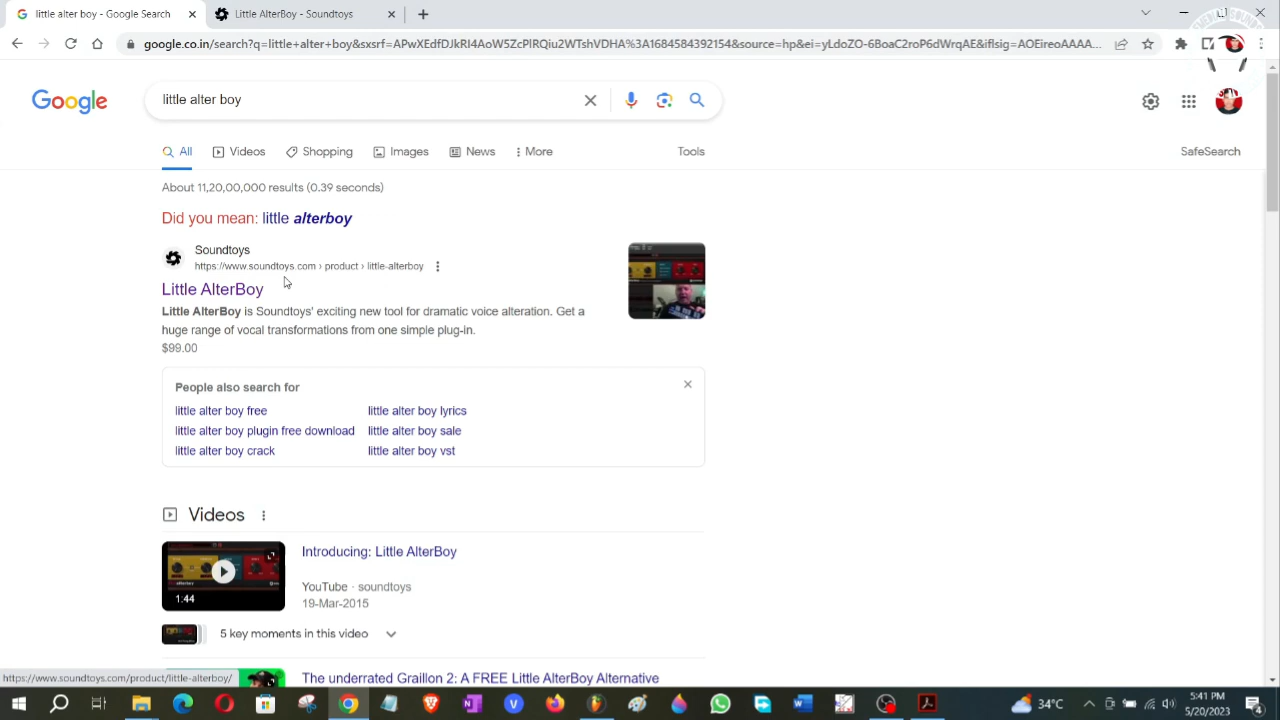 little alter boy - Google Search
Little AlterBoy - Soundtoys
google.co.in/search?q=little+alter+boy&sxsrf=APwXEdfDJkRI4AoW5ZcPlRQiu2WTshVDHA%3A1684584392154&source=hp&ei=yLdoZO-6BoaC2roP6dWrqAE&iflsig=AOEireoAAAA...
Google
little alter boy
All
Videos
Shopping
Images
News
More
Tools
SafeSearch
About 11,20,00,000 results (0.39 seconds)
Did you mean: little alterboy
Soundtoys
https://www.soundtoys.com › product › little-alterboy
Little AlterBoy
Little AlterBoy is Soundtoys' exciting new tool for dramatic voice alteration. Get a
huge range of vocal transformations from one simple plug-in.
$99.00
People also search for
little alter boy free
little alter boy lyrics
little alter boy plugin free download
little alter boy sale
little alter boy crack
little alter boy vst
Videos
Introducing: Little AlterBoy
YouTube · soundtoys
19-Mar-2015
1:44
5 key moments in this video
The underrated Graillon 2: A FREE Little AlterBoy Alternative
https://www.soundtoys.com/product/little-alterboy/
34°C
5:41 PM
5/20/2023
4